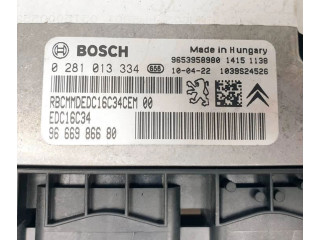 BOSCH
Made in Hungary
9653958980 1415 1138
0 281 013 334 656 10-04-22 1039S24526
RBCMMDEDC16C34CEM 00
EDC16C34
96 669 866 80